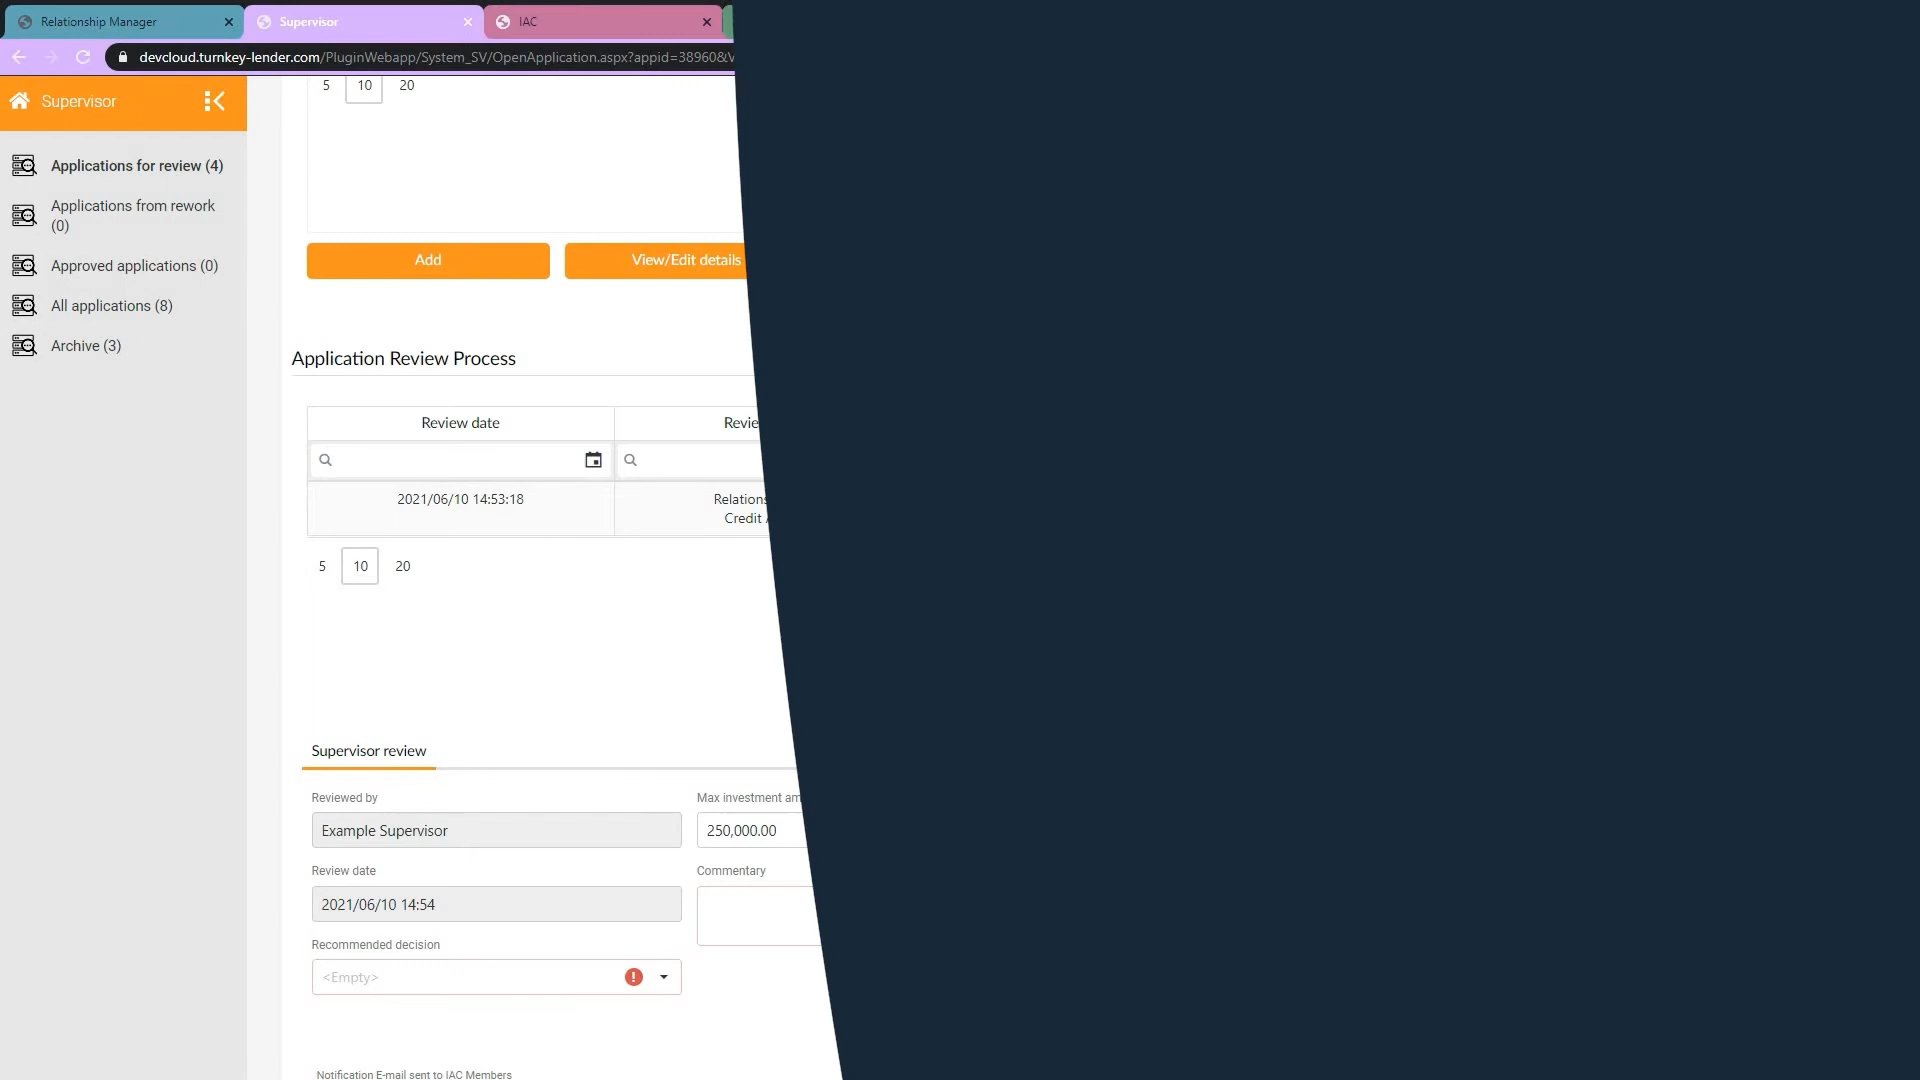 Relationship Manager
Supervisor
IAC
devcloud.turnkey-lender.com/PluginWebapp/System_SV/OpenApplication.aspx?appid=38960&V
Supervisor
Applications for review (4)
Applications from rework
(0)
Approved applications (0)
All applications (8)
Archive (3)
5 10 20
Add
View/Edit details
Application Review Process
Review date
Revie
2021/06/10 14:53:18
Relations
Credit
5 10 20
Supervisor review
Reviewed by
Example Supervisor
Max investment am
250,000.00
Review date
2021/06/10 14:54
Commentary
Recommended decision
<Empty>
Notification E-mail sent to IAC Members